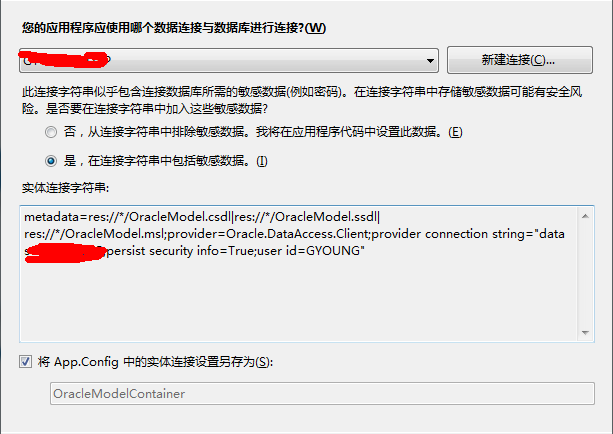 您的应用程序应使用哪个数据连接与数据库进行连接?(W)
新建连接(C)...
此连接字符串似乎包含连接数据库所需的敏感数据(例如密码)。在连接字符串中存储敏感数据可能有安全风
险。是否要在连接字符串中加入这些敏感数据?
否，从连接字符串中排除敏感数据。我将在应用程序代码中设置此数据。(E)
是，在连接字符串中包括敏感数据。(I)
实体连接字符串:
metadata=res://*/OracleModel.csdl|res://*/OracleModel.ssdl|
res://*/OracleModel.msl;provider=Oracle.DataAccess.Client;provider connection string="data
persist security info=True;user id=GYOUNG"
将 App.Config 中的实体连接设置另存为(S):
OracleModelContainer